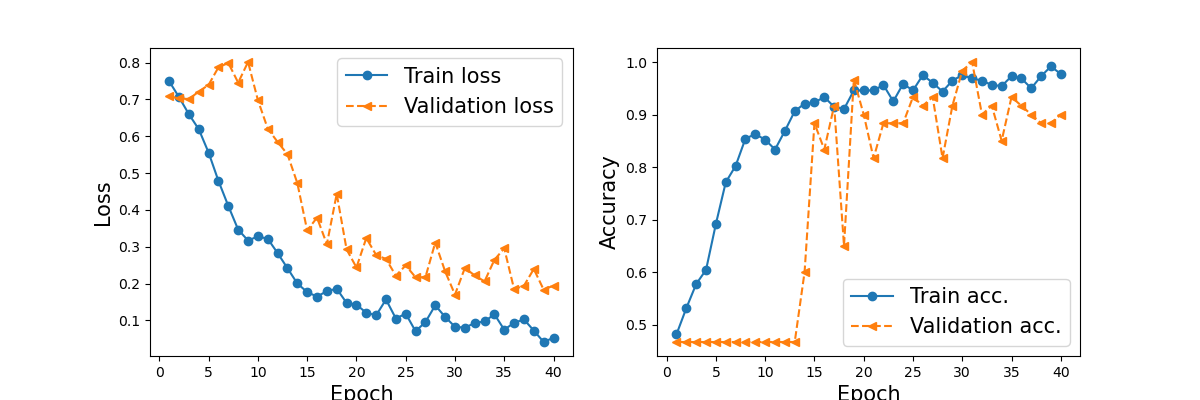 Train loss
Validation loss
0.8
0.7
0.6
0.5
0.4
0.3
0.2
0.1
Loss
0 5 10 15 20 25 30 35 40
Epoch
Train acc.
Validation acc.
1.0
0.9
0.8
0.7
0.6
0.5
Accuracy
0 5 10 15 20 25 30 35 40
Epoch